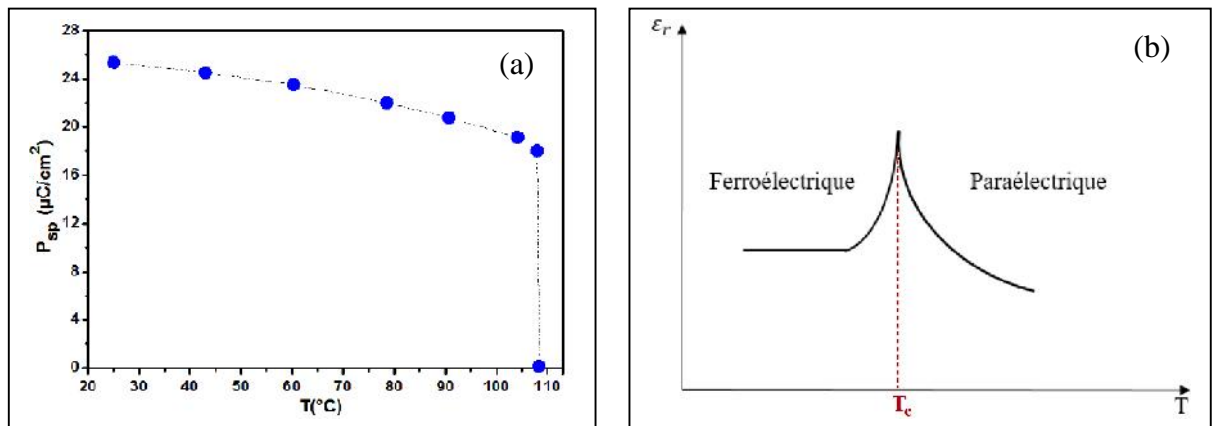 (a)
28
24
20
16
12
8
4
0
P_sp (µC/cm²)
20 30 40 50 60 70 80 90 100 110
T(°C)
(b)
ε_r
Ferroélectrique Paraélectrique
T_c
T